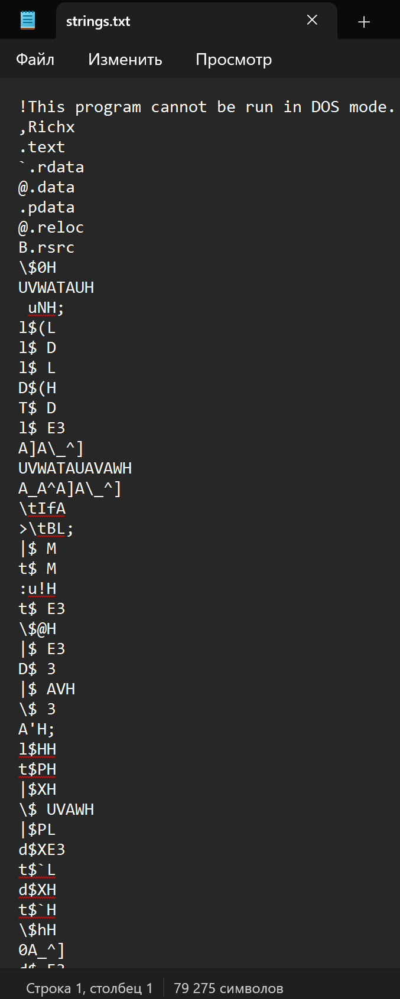 strings.txt
Файл Изменить Просмотр
!This program cannot be run in DOS mode.
,Richx
.text
`.rdata
@.data
.pdata
@.reloc
B.rsrc
\$0H
UVWATAUH
 uNH;
l$(L
l$ D
l$ L
D$(H
T$ D
l$ E3
A]A\_^]
UVWATAUAVAWH
A_A^A]A\_^]
\tIfA
>\tBL;
|$ M
t$ M
:u!H
t$ E3
\$@H
|$ E3
D$ 3
|$ AVH
\$ 3
A'H;
l$HH
t$PH
|$XH
\$ UVAWH
|$PL
d$XE3
t$`L
d$XH
t$`H
\$hH
0A_^]
d$ E3
Строка 1, столбец 1 79 275 символов